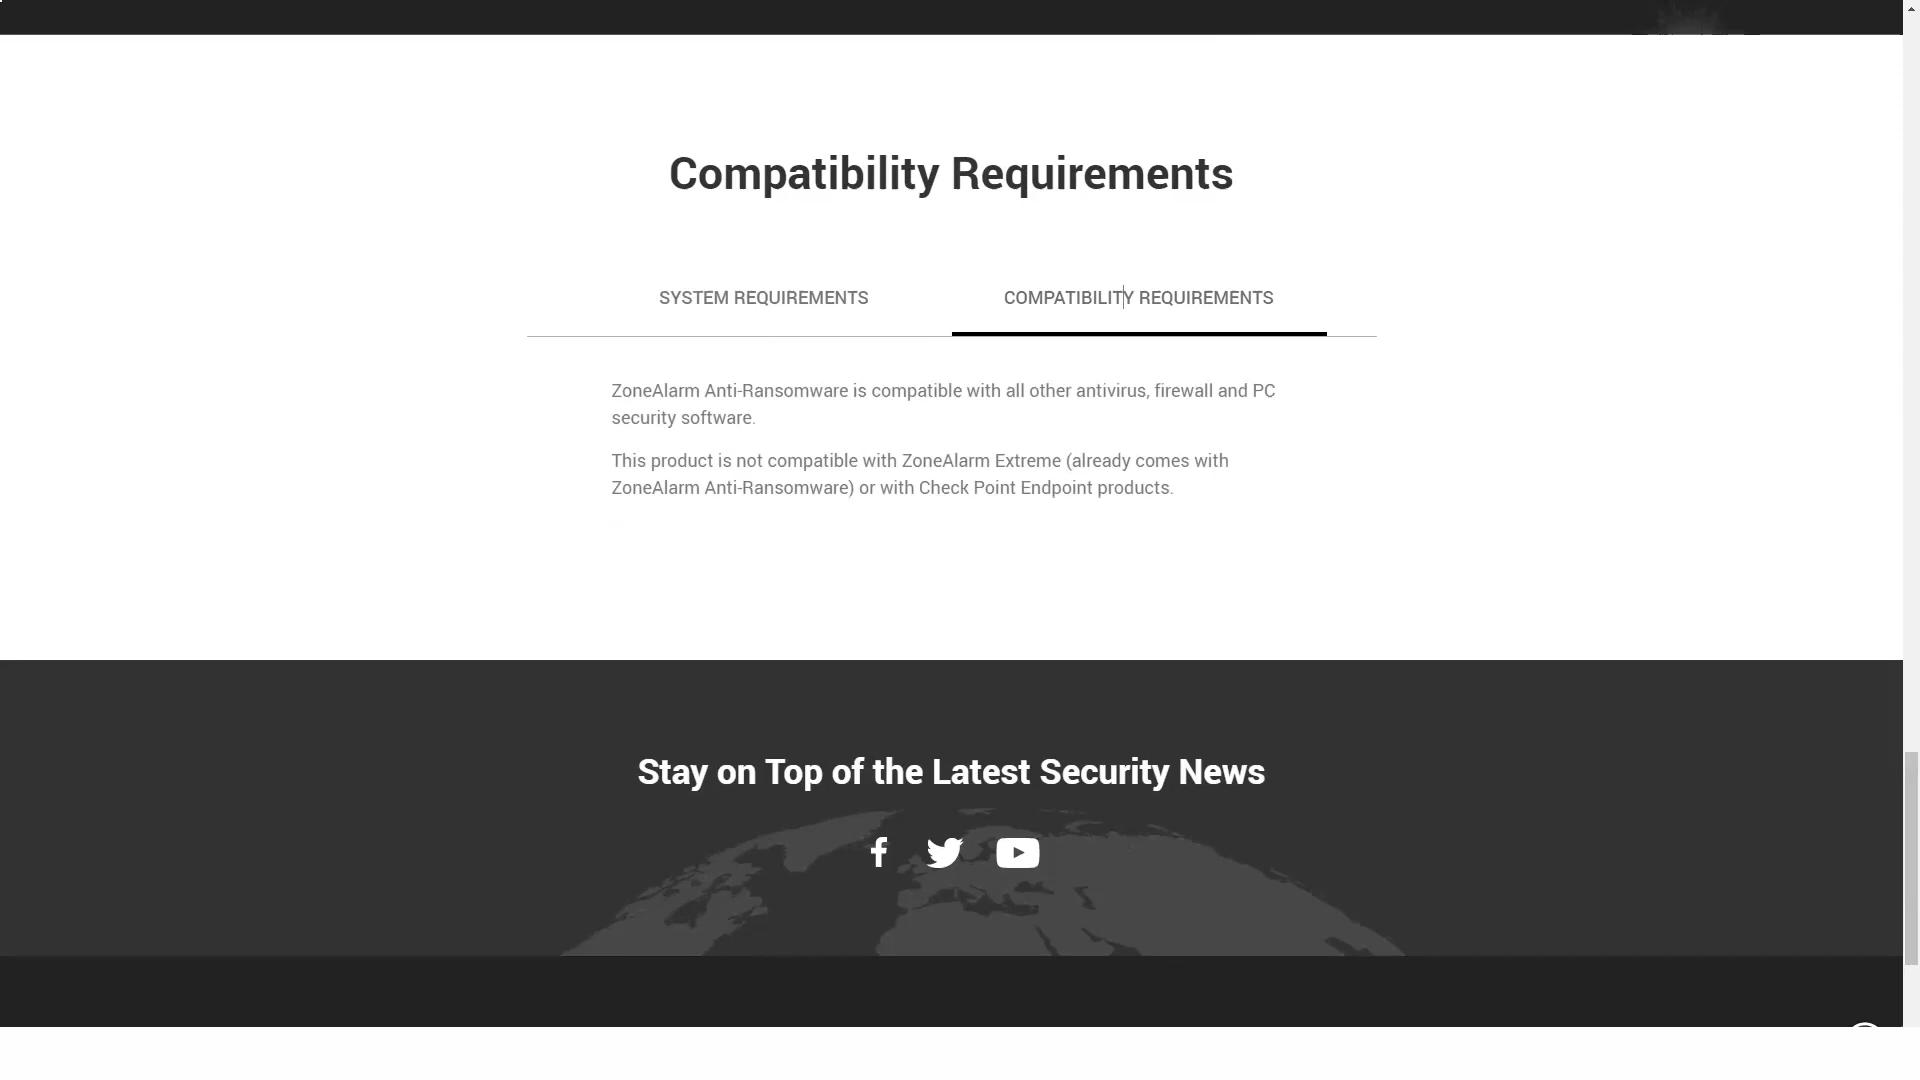 Compatibility Requirements
SYSTEM REQUIREMENTS
COMPATIBILITY REQUIREMENTS
ZoneAlarm Anti-Ransomware is compatible with all other antivirus, firewall and PC
security software.
This product is not compatible with ZoneAlarm Extreme (already comes with
ZoneAlarm Anti-Ransomware) or with Check Point Endpoint products.
Stay on Top of the Latest Security News